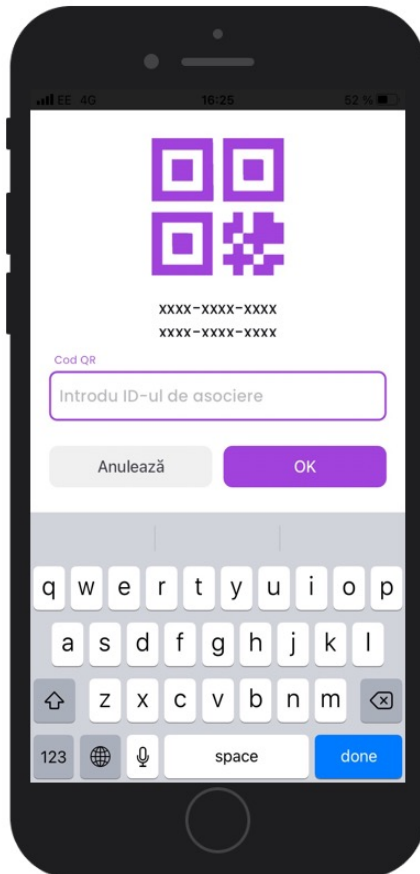 EE 4G 16:25 52 %
xxxx-xxxx-xxxx
xxxx-xxxx-xxxx
Cod QR
Introdu ID-ul de asociere
Anulează OK
q w e r t y u i o p
a s d f g h j k l
z x c v b n m
123 space done